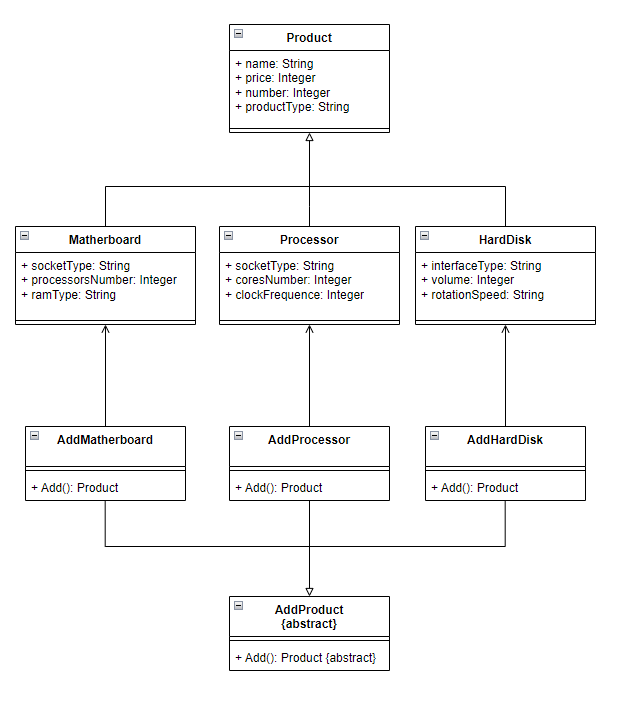 Product
+ name: String
+ price: Integer
+ number: Integer
+ productType: String
Matherboard
+ socketType: String
+ processorsNumber: Integer
+ ramType: String
Processor
+ socketType: String
+ coresNumber: Integer
+ clockFrequence: Integer
HardDisk
+ interfaceType: String
+ volume: Integer
+ rotationSpeed: String
AddMatherboard
+ Add(): Product
AddProcessor
+ Add(): Product
AddHardDisk
+ Add(): Product
AddProduct
{abstract}
+ Add(): Product {abstract}